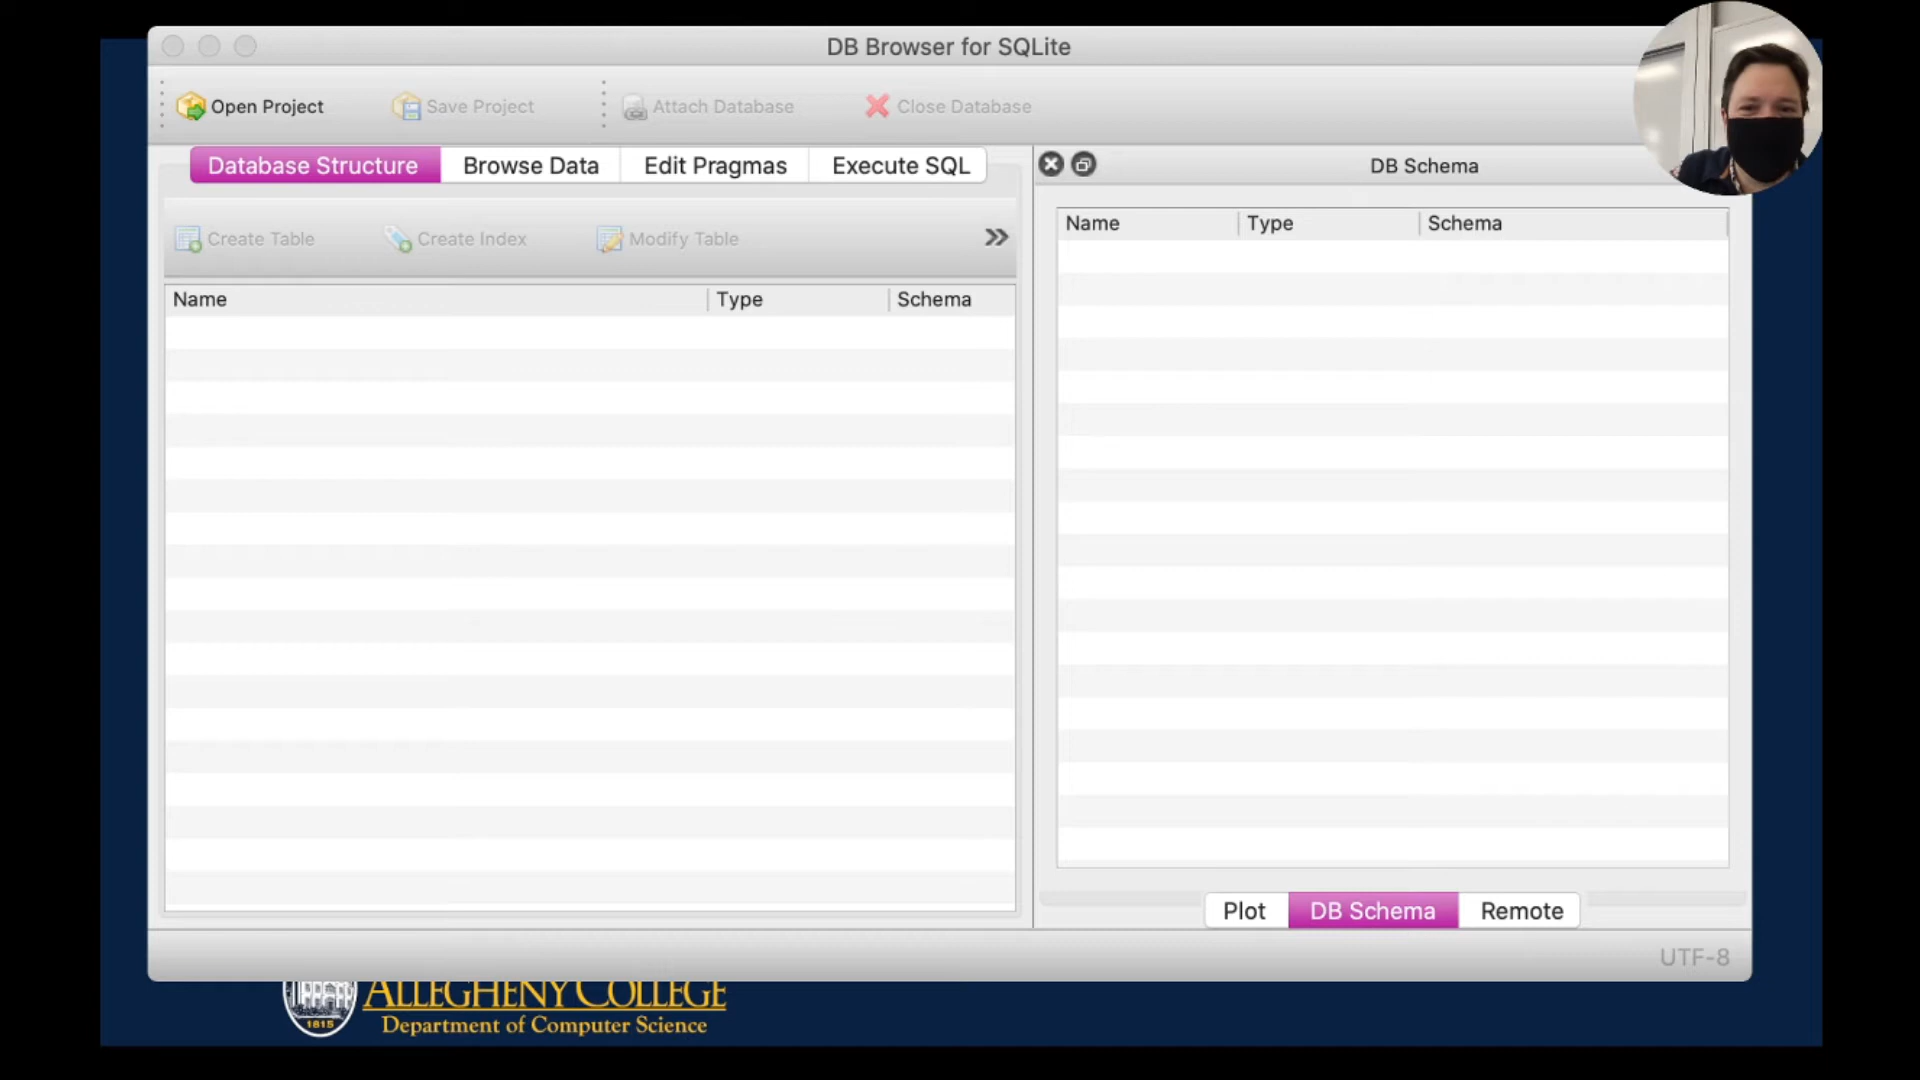 DB Browser for SQLite
Open Project
Save Project
Attach Database
Close Database
Database Structure
Browse Data
Edit Pragmas
Execute SQL
DB Schema
Create Table
Create Index
Modify Table
Name
Type
Schema
Name
Type
Schema
Plot
DB Schema
Remote
UTF-8
ALLEGHENY COLLEGE
1815
Department of Computer Science